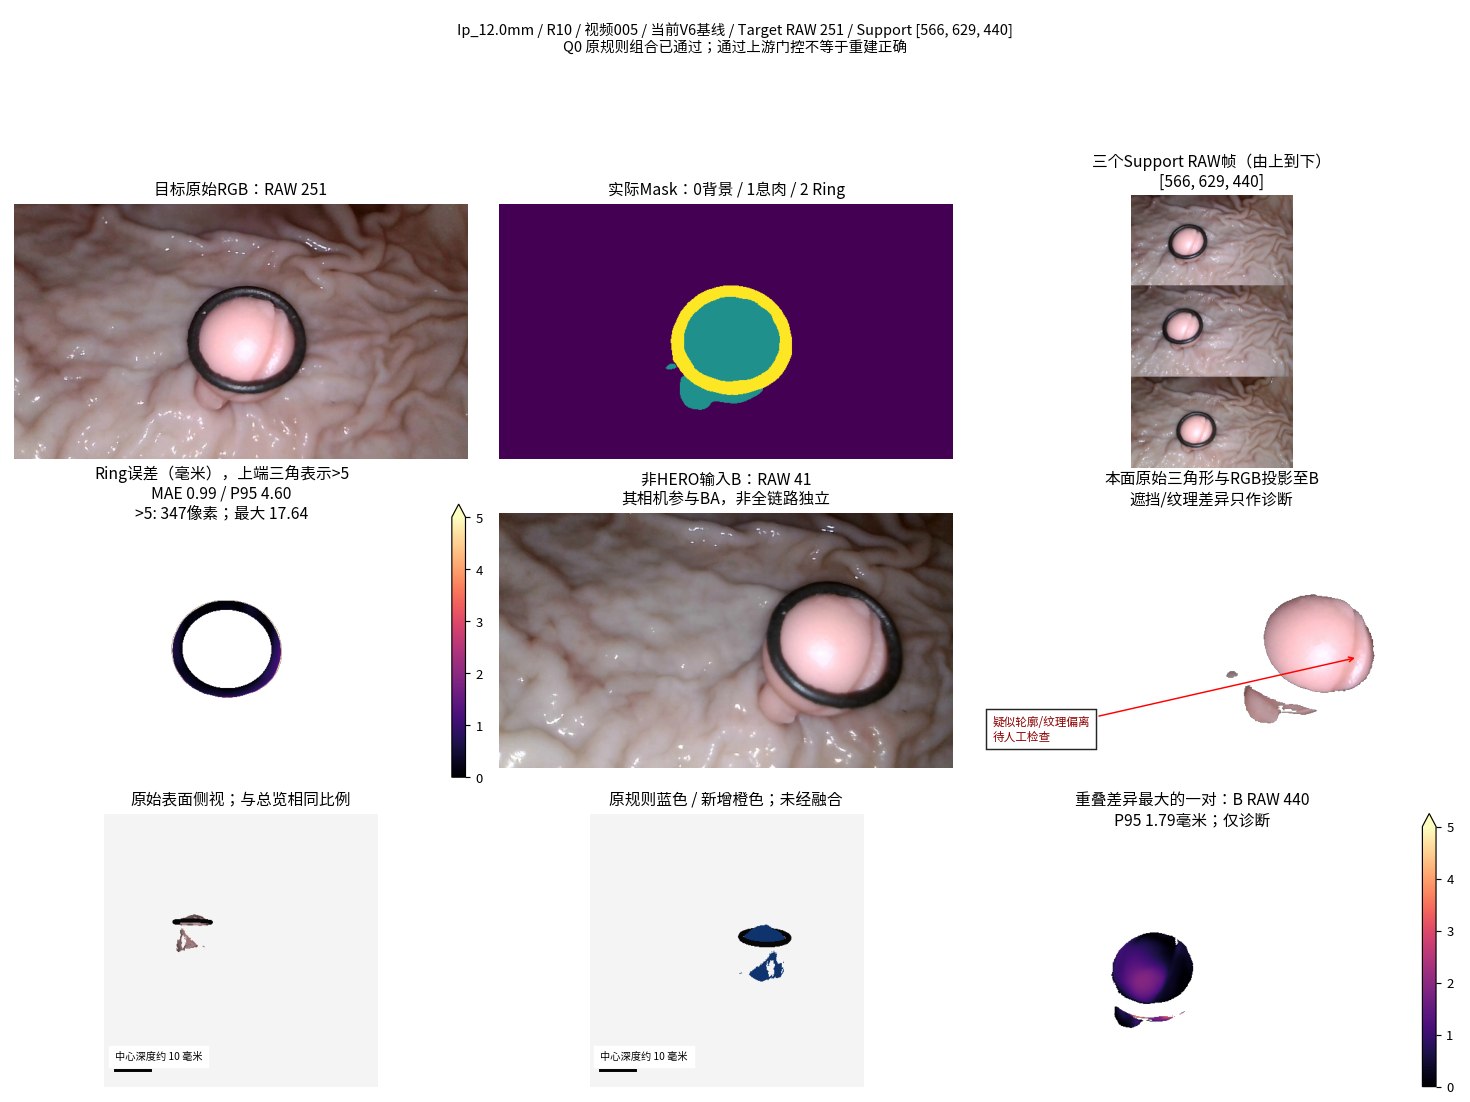 Ip_12.0mm / R10 / 视频005 / 当前V6基线 / Target RAW 251 / Support [566, 629, 440]
Q0 原规则组合已通过；通过上游门控不等于重建正确
目标原始RGB：RAW 251
实际Mask：0背景 / 1息肉 / 2 Ring
三个Support RAW帧（由上到下）
[566, 629, 440]
Ring误差（毫米），上端三角表示>5
MAE 0.99 / P95 4.60
>5: 347像素；最大 17.64
5
4
3
2
1
0
非HERO输入B：RAW 41
其相机参与BA，非全链路独立
本面原始三角形与RGB投影至B
遮挡/纹理差异只作诊断
疑似轮廓/纹理偏离
待人工检查
原始表面侧视；与总览相同比例
中心深度约 10 毫米
原规则蓝色 / 新增橙色；未经融合
中心深度约 10 毫米
重叠差异最大的一对：B RAW 440
P95 1.79毫米；仅诊断
5
4
3
2
1
0